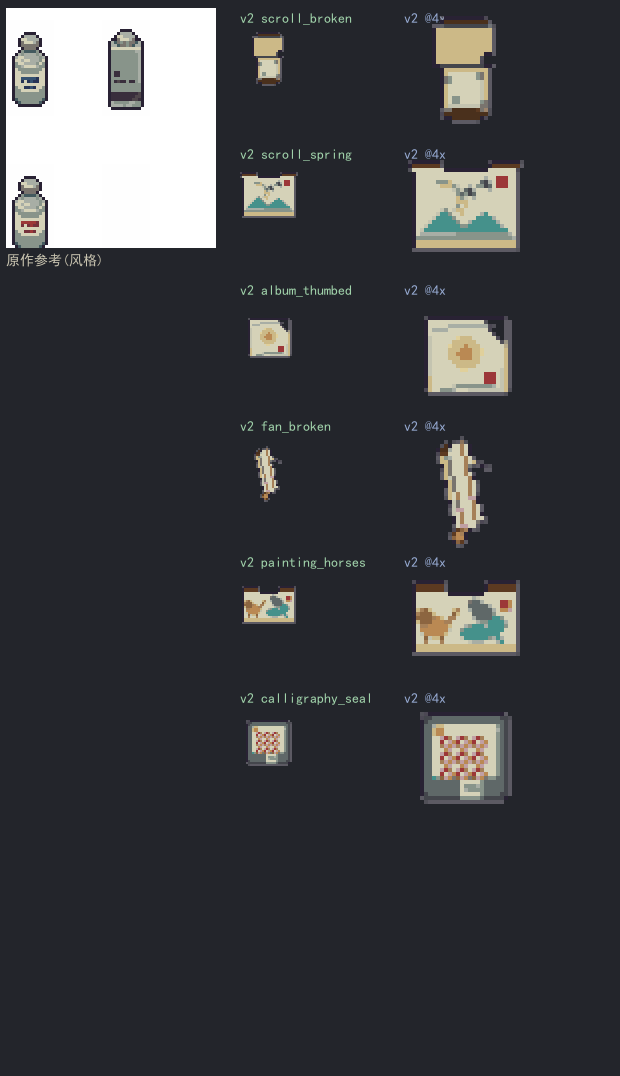 v2 scroll_broken
v2 @4x
v2 scroll_spring
v2 @4x
原作参考(风格)
v2 album_thumbed
v2 @4x
v2 fan_broken
v2 @4x
v2 painting_horses
v2 @4x
v2 calligraphy_seal
v2 @4x